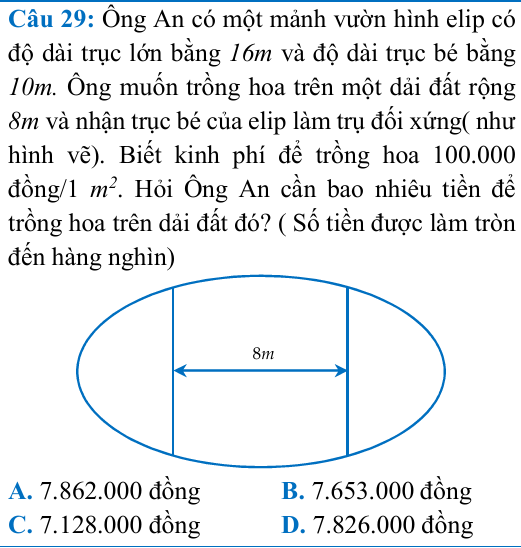 Câu 29: Ông An có một mảnh vườn hình elip có
độ dài trục lớn bằng 16m và độ dài trục bé bằng
10m. Ông muốn trồng hoa trên một dải đất rộng
8m và nhận trục bé của elip làm trụ đối xứng( như
hình vẽ). Biết kinh phí để trồng hoa 100.000
đồng/1 m². Hỏi Ông An cần bao nhiêu tiền để
trồng hoa trên dải đất đó? ( Số tiền được làm tròn
đến hàng nghìn)
8m
A. 7.862.000 đồng B. 7.653.000 đồng
C. 7.128.000 đồng D. 7.826.000 đồng